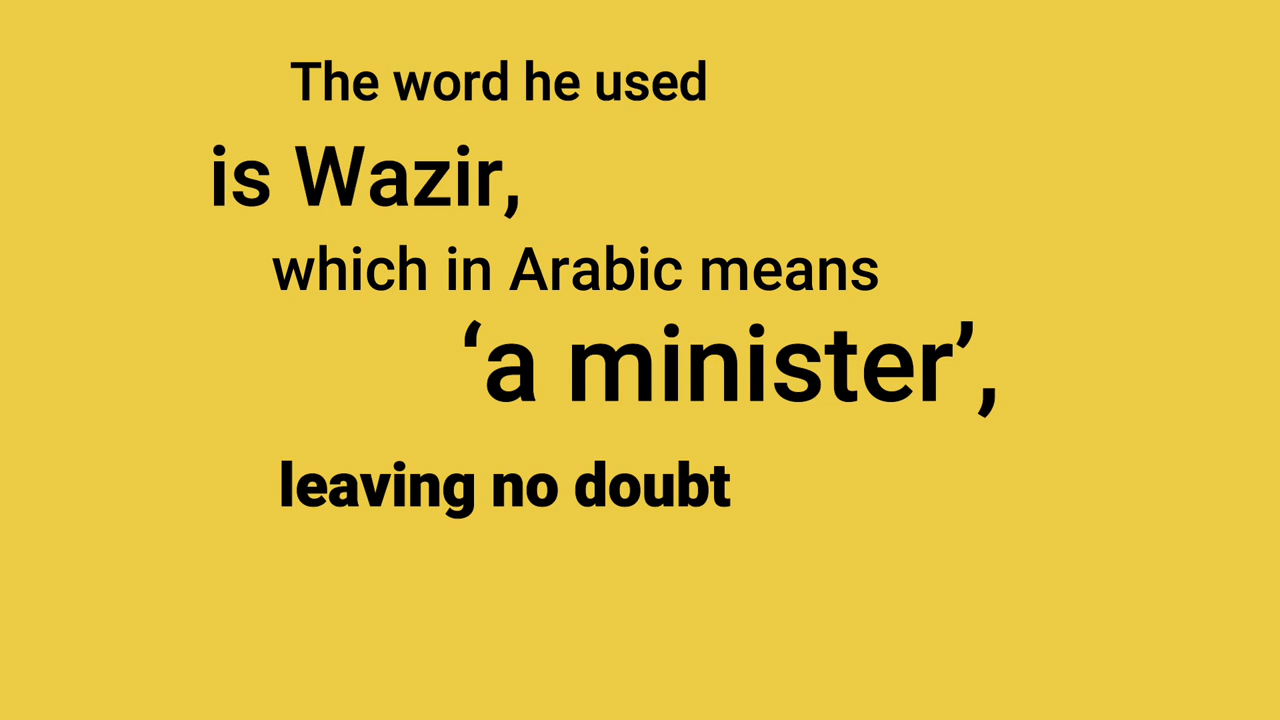 The word he used
is Wazir,
which in Arabic means
‘a minister’,
leaving no doubt